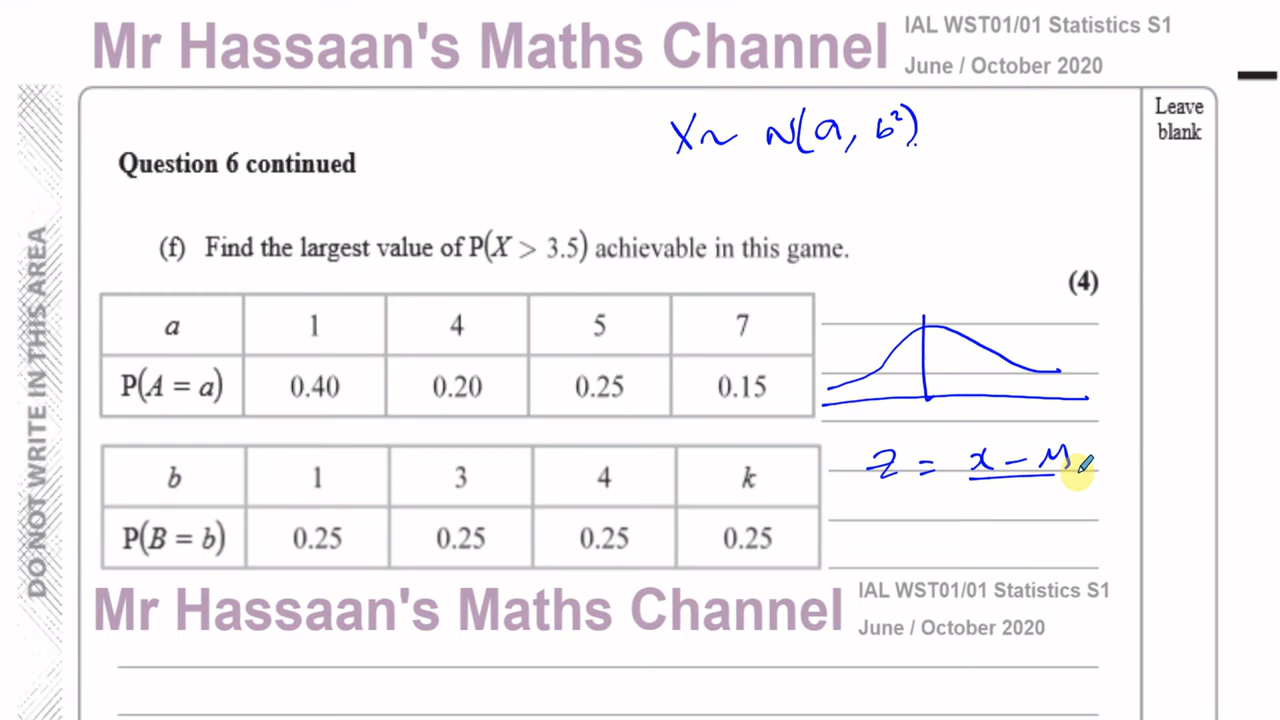 Mr Hassaan's Maths Channel
IAL WST01/01 Statistics S1
June / October 2020
Leave
blank
X ~ N(a, b²)
Question 6 continued
(f) Find the largest value of P(X > 3.5) achievable in this game.
(4)
a 1 4 5 7
P(A = a) 0.40 0.20 0.25 0.15
z = x - μ
b 1 3 4 k
P(B = b) 0.25 0.25 0.25 0.25
DO NOT WRITE IN THIS AREA
Mr Hassaan's Maths Channel
IAL WST01/01 Statistics S1
June / October 2020